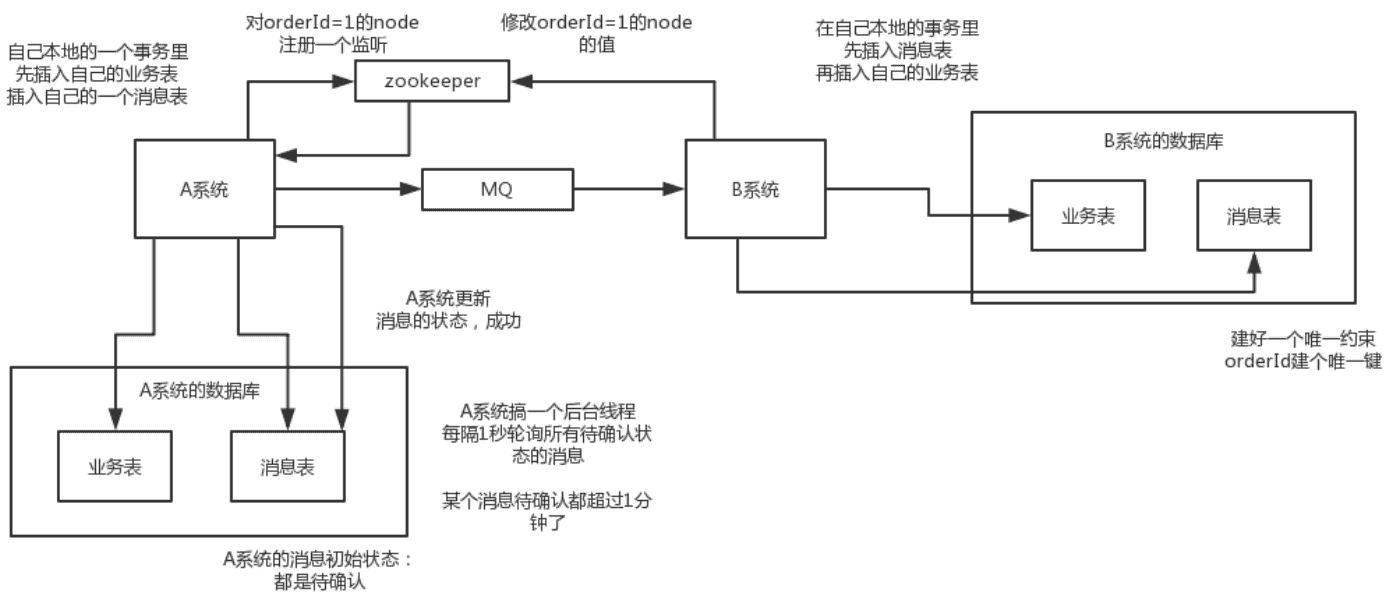 对orderId=1的node
注册一个监听
修改orderId=1的node
的值
自己本地的一个事务里
先插入自己的业务表
插入自己的一个消息表
在自己本地的事务里
先插入消息表
再插入自己的业务表
zookeeper
A系统
MQ
B系统
B系统的数据库
业务表
消息表
A系统更新
消息的状态，成功
建好一个唯一约束
orderId建个唯一键
A系统的数据库
业务表
消息表
A系统搞一个后台线程
每隔1秒轮询所有待确认状
态的消息
某个消息待确认都超过1分
钟了
A系统的消息初始状态：
都是待确认